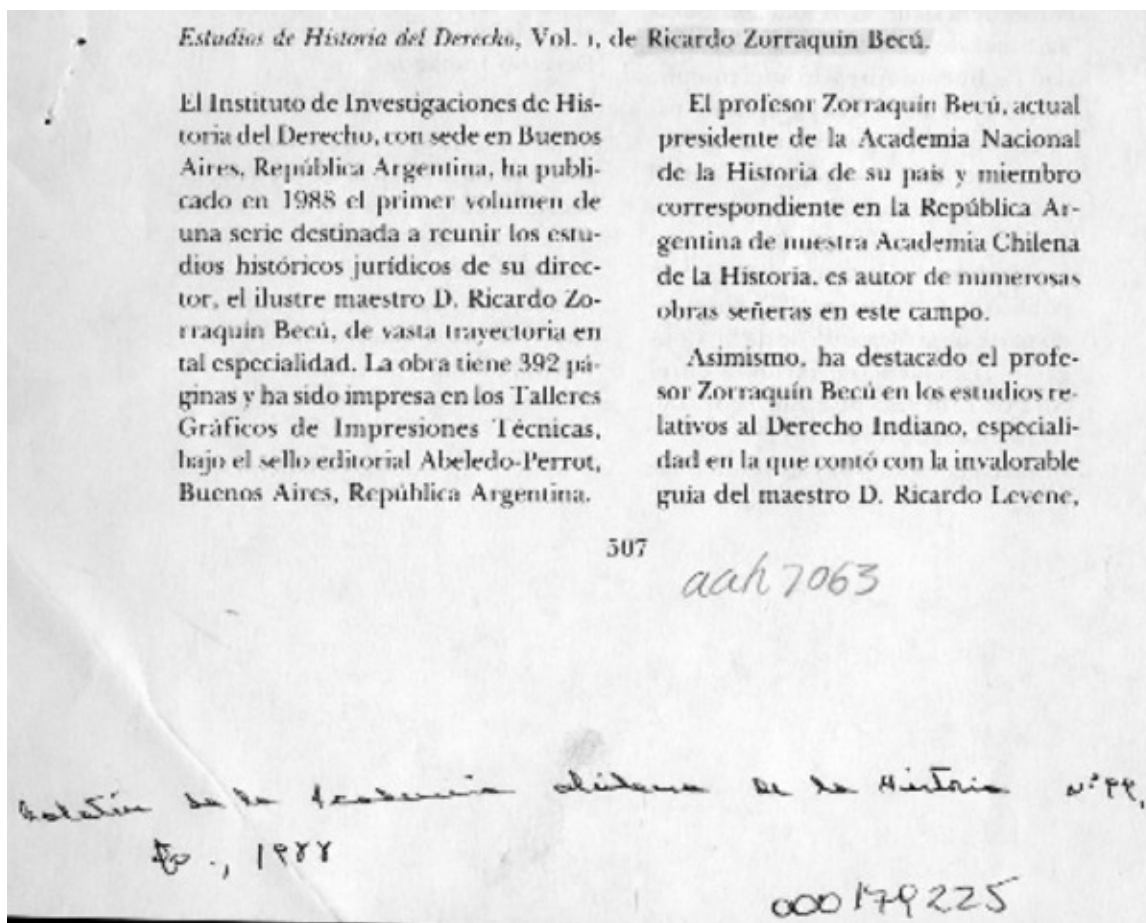 Estudios de Historia del Derecho, Vol. 1, de Ricardo Zorraquín Becú.
El Instituto de Investigaciones de His-
toria del Derecho, con sede en Buenos
Aires, República Argentina, ha publi-
cado en 1988 el primer volumen de
una serie destinada a reunir los estu-
dios históricos jurídicos de su direc-
tor, el ilustre maestro D. Ricardo Zo-
rraquín Becú, de vasta trayectoria en
tal especialidad. La obra tiene 392 pá-
ginas y ha sido impresa en los Talleres
Gráficos de Impresiones Técnicas,
bajo el sello editorial Abeledo-Perrot,
Buenos Aires, República Argentina.
El profesor Zorraquín Becú, actual
presidente de la Academia Nacional
de la Historia de su país y miembro
correspondiente en la República Ar-
gentina de nuestra Academia Chilena
de la Historia, es autor de numerosas
obras señeras en este campo.
Asimismo, ha destacado el profe-
sor Zorraquín Becú en los estudios re-
lativos al Derecho Indiano, especiali-
dad en la que contó con la invalorable
guía del maestro D. Ricardo Levene,
507
aah 7063
Boletín de la Academia chilena de la Historia Nº 99,
1988
000179225